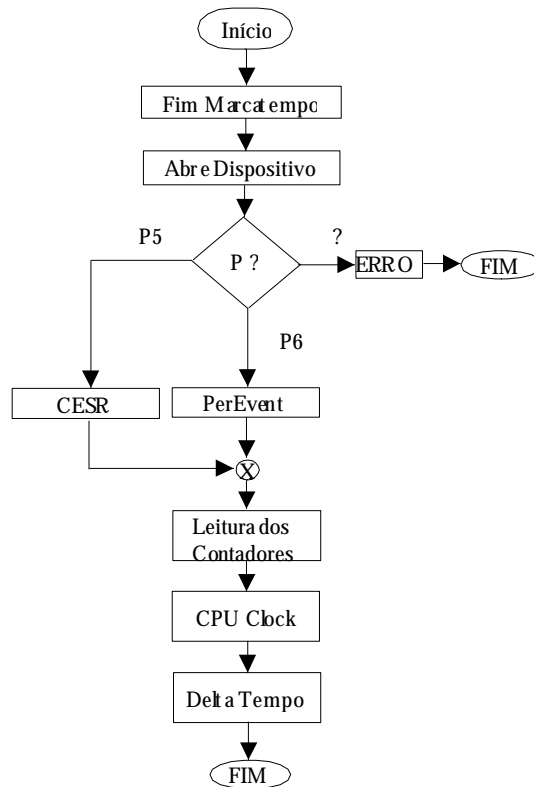 Início
Fim Marcatempo
Abre Dispositivo
P5
?
P ?
ERRO
FIM
P6
CESR
PerEvent
X
Leitura dos
Contadores
CPU Clock
Delta Tempo
FIM